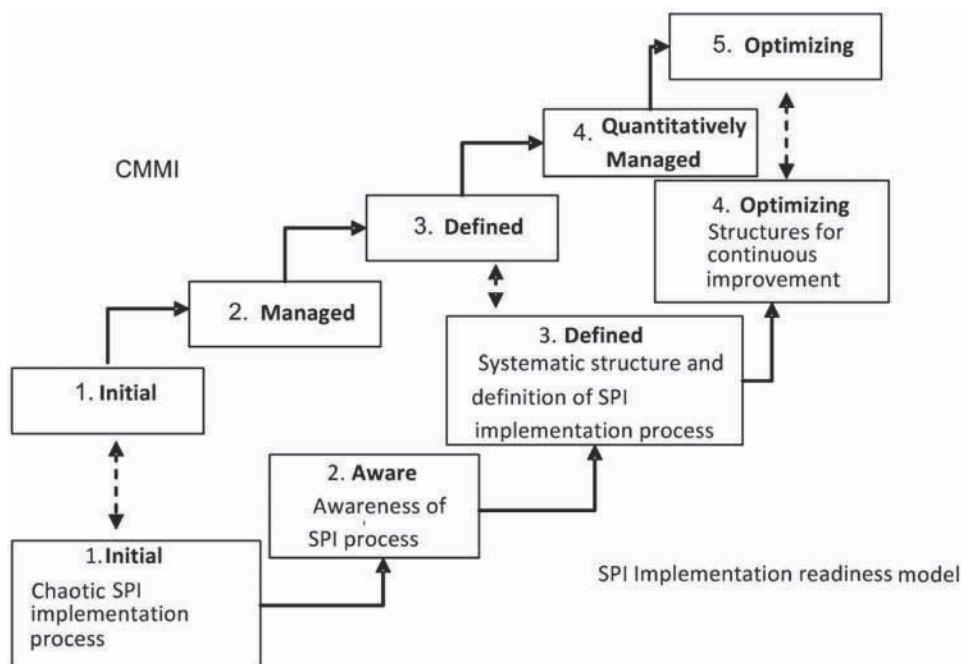 5. Optimizing
4. Quantitatively
Managed
CMMI
3. Defined
4. Optimizing
Structures for
continuous
improvement
2. Managed
3. Defined
Systematic structure and
definition of SPI
implementation process
1. Initial
2. Aware
Awareness of
SPI process
1. Initial
Chaotic SPI
implementation
process
SPI Implementation readiness model